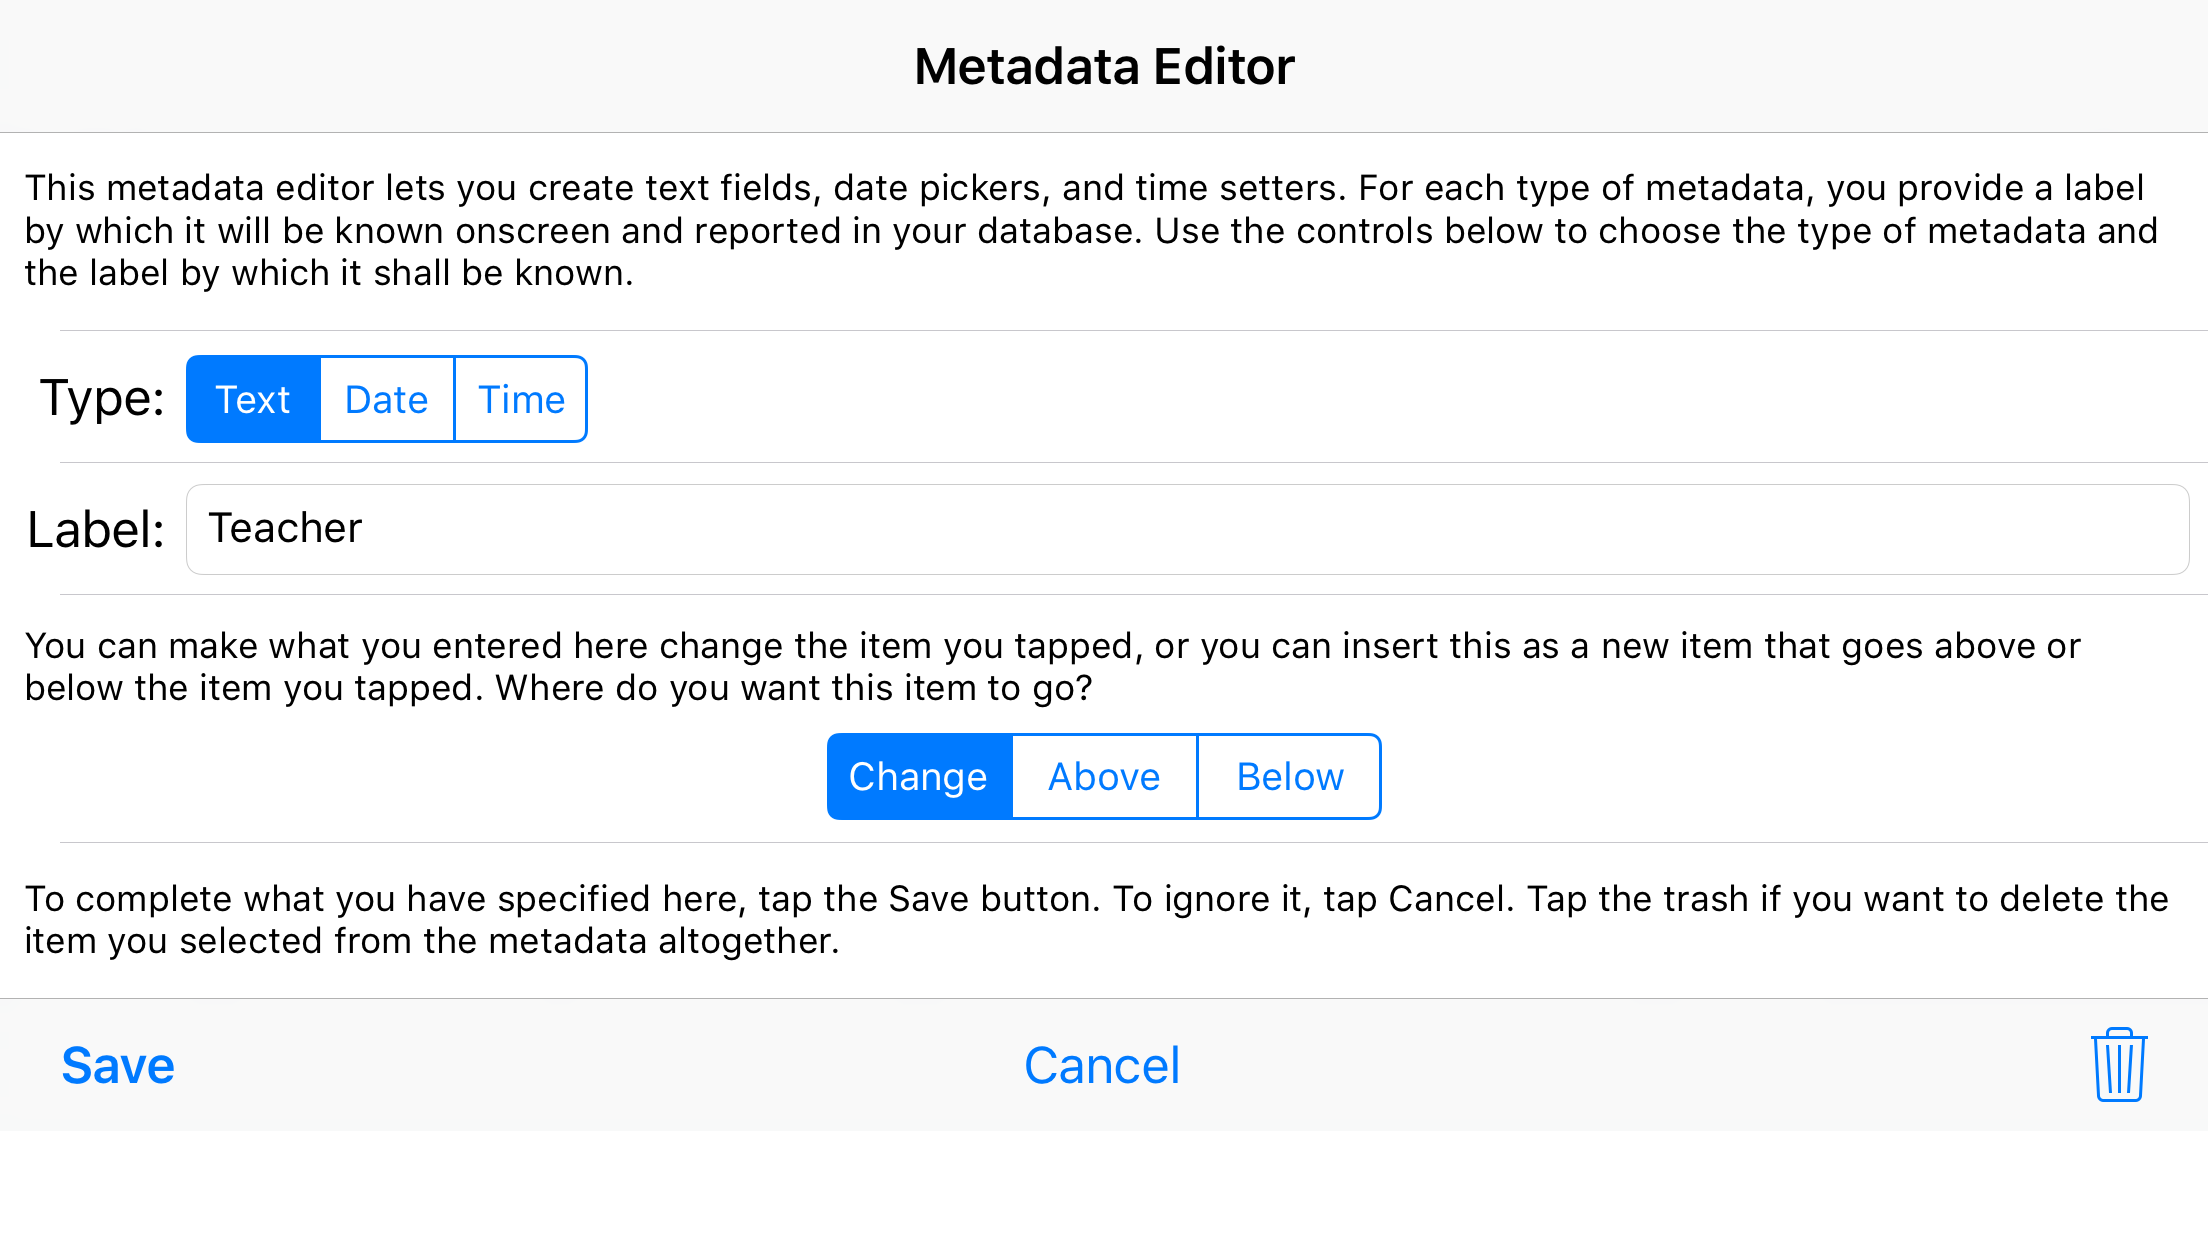 Metadata Editor
This metadata editor lets you create text fields, date pickers, and time setters. For each type of metadata, you provide a label
by which it will be known onscreen and reported in your database. Use the controls below to choose the type of metadata and
the label by which it shall be known.
Type: Text Date Time
Label: Teacher
You can make what you entered here change the item you tapped, or you can insert this as a new item that goes above or
below the item you tapped. Where do you want this item to go?
Change Above Below
To complete what you have specified here, tap the Save button. To ignore it, tap Cancel. Tap the trash if you want to delete the
item you selected from the metadata altogether.
Save Cancel